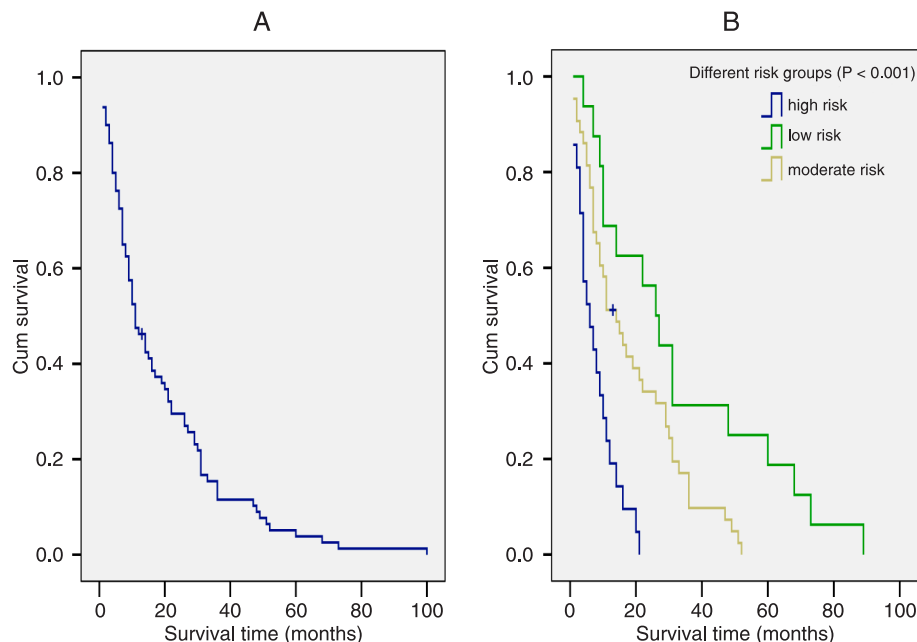 A
1.0
0.8
0.6
0.4
0.2
0.0
Cum survival
0 20 40 60 80 100
Survival time (months)
B
Different risk groups (P < 0.001)
high risk
low risk
moderate risk
1.0
0.8
0.6
0.4
0.2
0.0
Cum survival
0 20 40 60 80 100
Survival time (months)